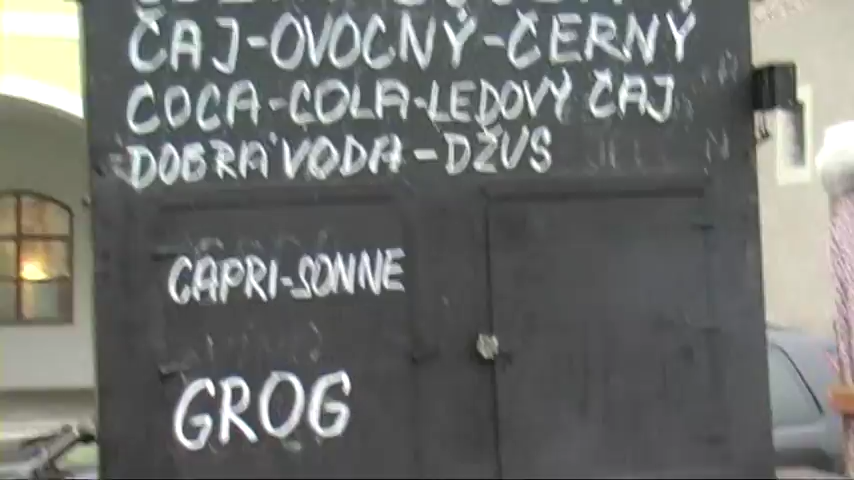 ČAJ-OVOCNÝ-ČERNÝ
COCA-COLA-LEDOVÝ ČAJ
DOBRÁ VODA-DŽUS
CAPRI-SONNE
GROG